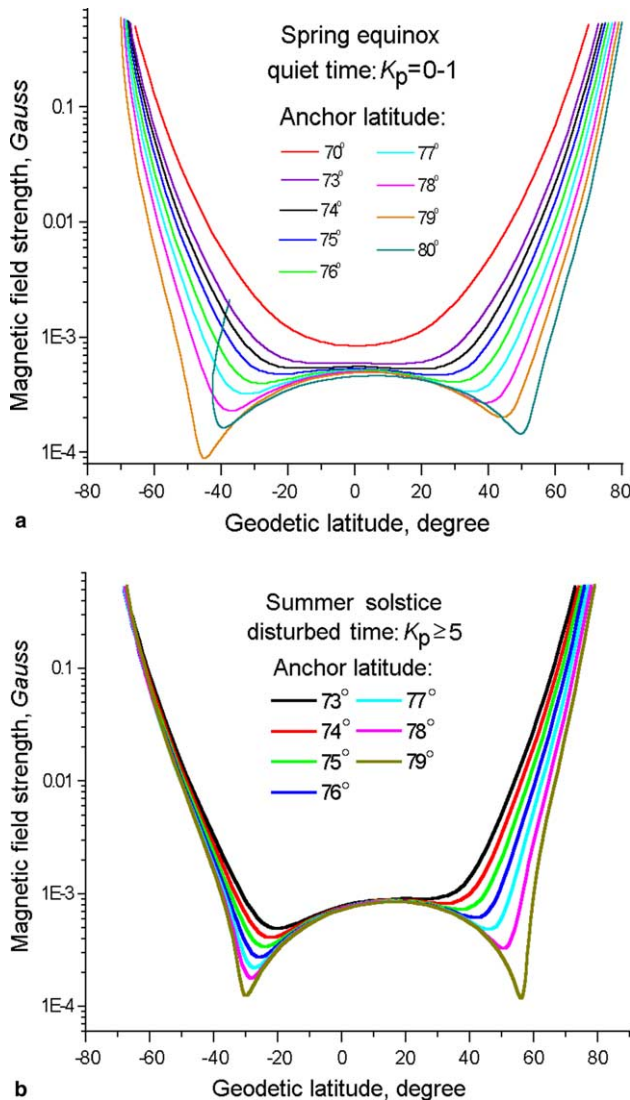 Spring equinox
quiet time: Kp=0-1
Anchor latitude:
70° 77°
73° 78°
74° 79°
75° 80°
76°
Magnetic field strength, Gauss
0.1
0.01
1E-3
1E-4
-80 -60 -40 -20 0 20 40 60 80
Geodetic latitude, degree
a
Summer solstice
disturbed time: Kp≥5
Anchor latitude:
73° 77°
74° 78°
75° 79°
76°
Magnetic field strength, Gauss
0.1
0.01
1E-3
1E-4
-80 -60 -40 -20 0 20 40 60 80
Geodetic latitude, degree
b